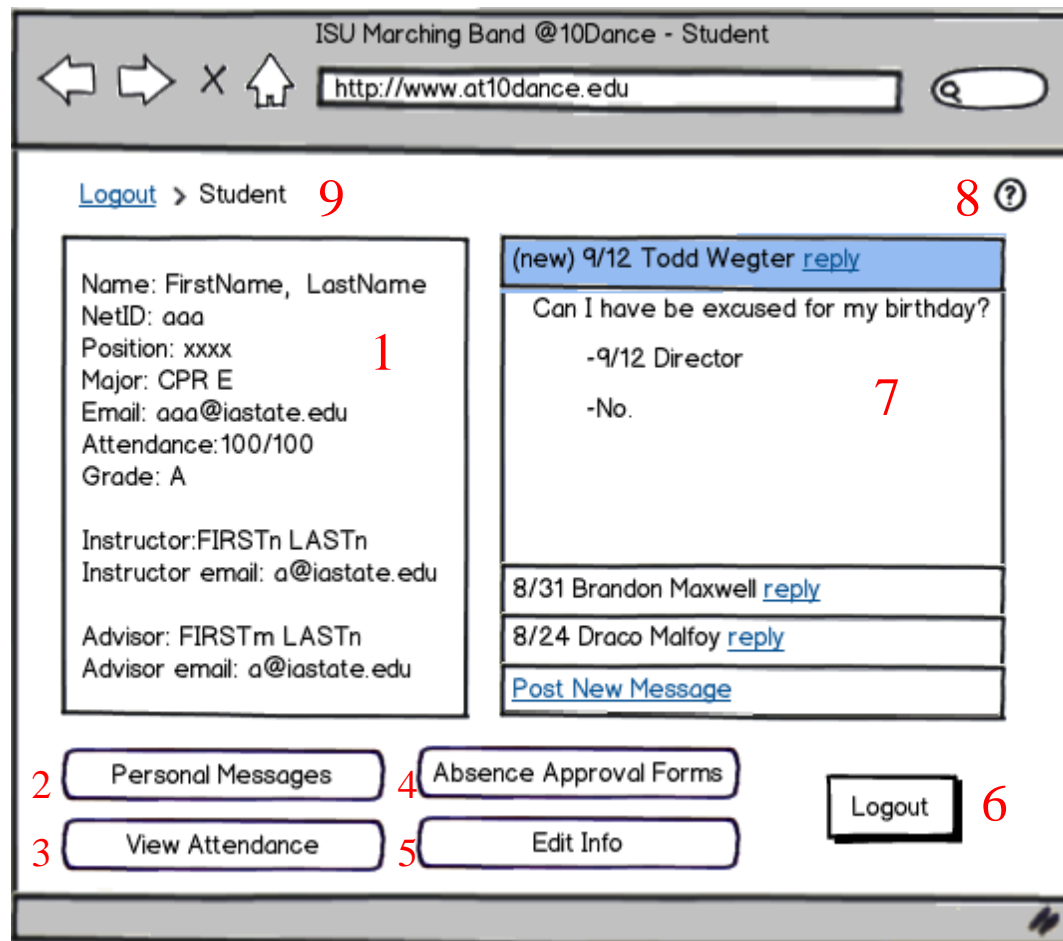 ISU Marching Band @10Dance - Student
http://www.at10dance.edu
Logout > Student 9
8 ?
Name: FirstName, LastName
NetID: aaa
Position: xxxx
1
Major: CPR E
Email: aaa@iastate.edu
Attendance:100/100
Grade: A
Instructor:FIRSTn LASTn
Instructor email: a@iastate.edu
Advisor: FIRSTm LASTn
Advisor email: a@iastate.edu
(new) 9/12 Todd Wegter reply
Can I have be excused for my birthday?
-9/12 Director
7
-No.
8/31 Brandon Maxwell reply
8/24 Draco Malfoy reply
Post New Message
2 Personal Messages
4 Absence Approval Forms
3 View Attendance
5 Edit Info
Logout 6